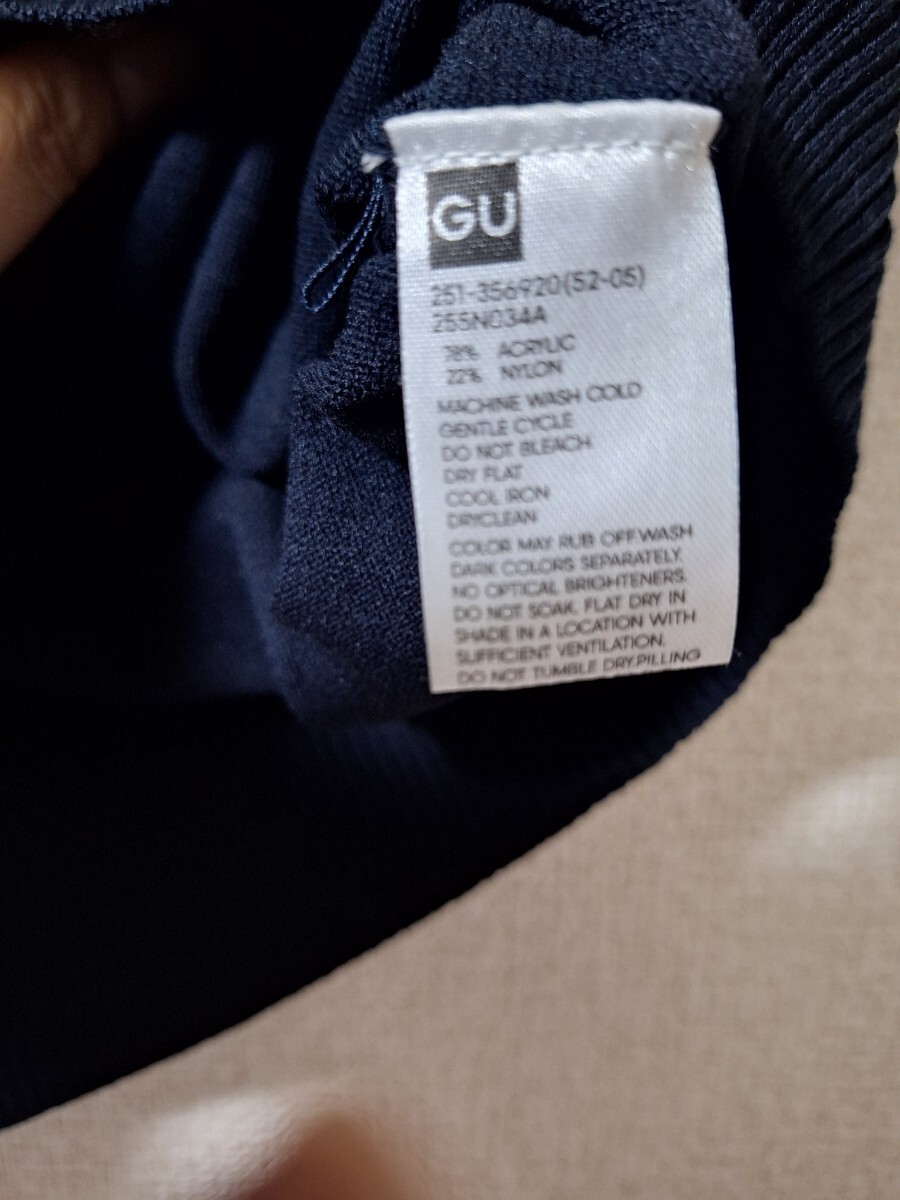 GU
251-356920(52-05)
255N034A
78% ACRYLIC
22% NYLON
MACHINE WASH COLD
GENTLE CYCLE
DO NOT BLEACH
DRY FLAT
COOL IRON
DRYCLEAN
COLOR MAY RUB OFF.WASH
DARK COLORS SEPARATELY.
NO OPTICAL BRIGHTENERS.
DO NOT SOAK. FLAT DRY IN
SHADE IN A LOCATION WITH
SUFFICIENT VENTILATION.
DO NOT TUMBLE DRY.PILLING